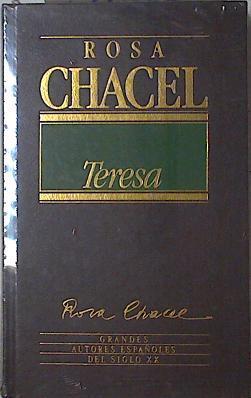 ROSA
CHACEL
Teresa
Rosa Chacel
GRANDES
AUTORES ESPAÑOLES
DEL SIGLO XX